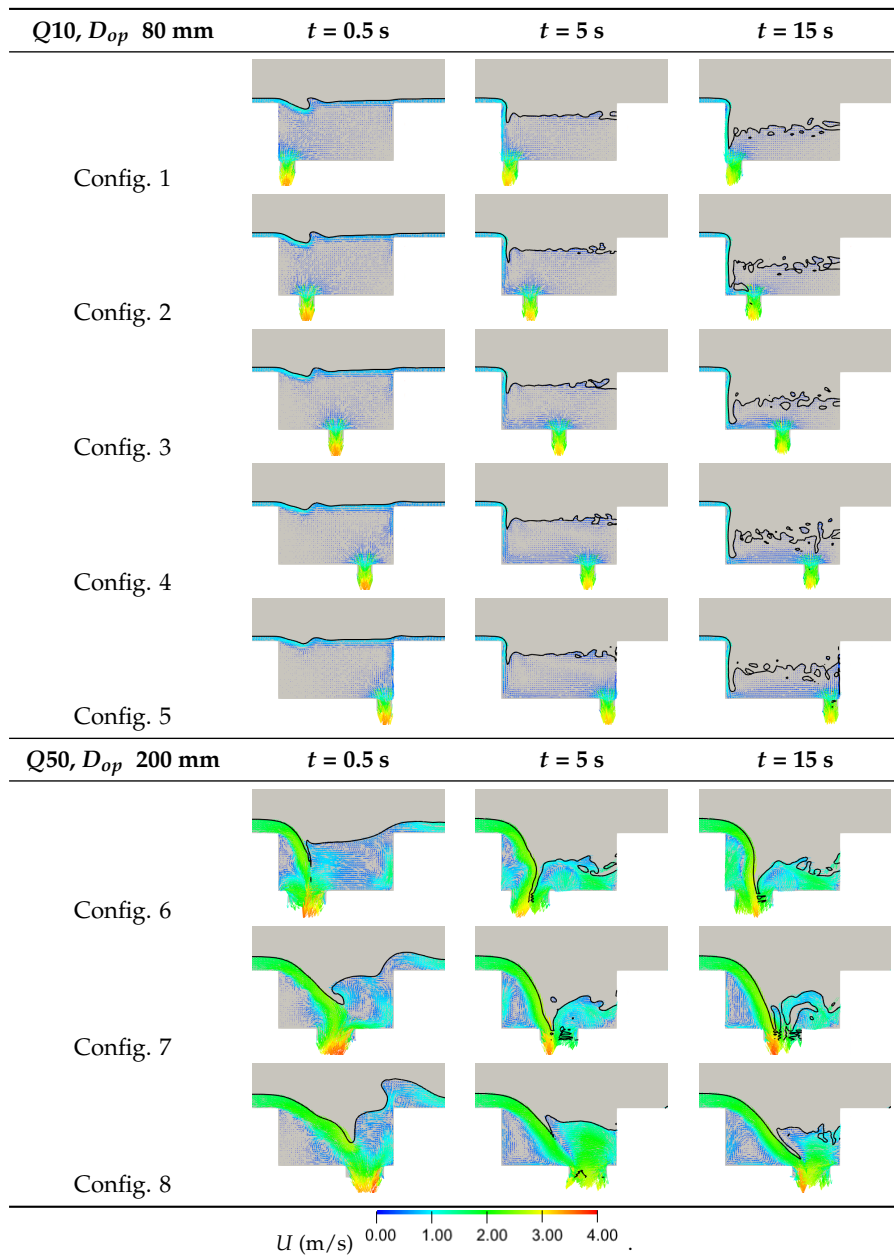 Q10, Dop 80 mm t = 0.5 s t = 5 s t = 15 s
Config. 1
Config. 2
Config. 3
Config. 4
Config. 5
Q50, Dop 200 mm t = 0.5 s t = 5 s t = 15 s
Config. 6
Config. 7
Config. 8
U (m/s) 0.00 1.00 2.00 3.00 4.00 .